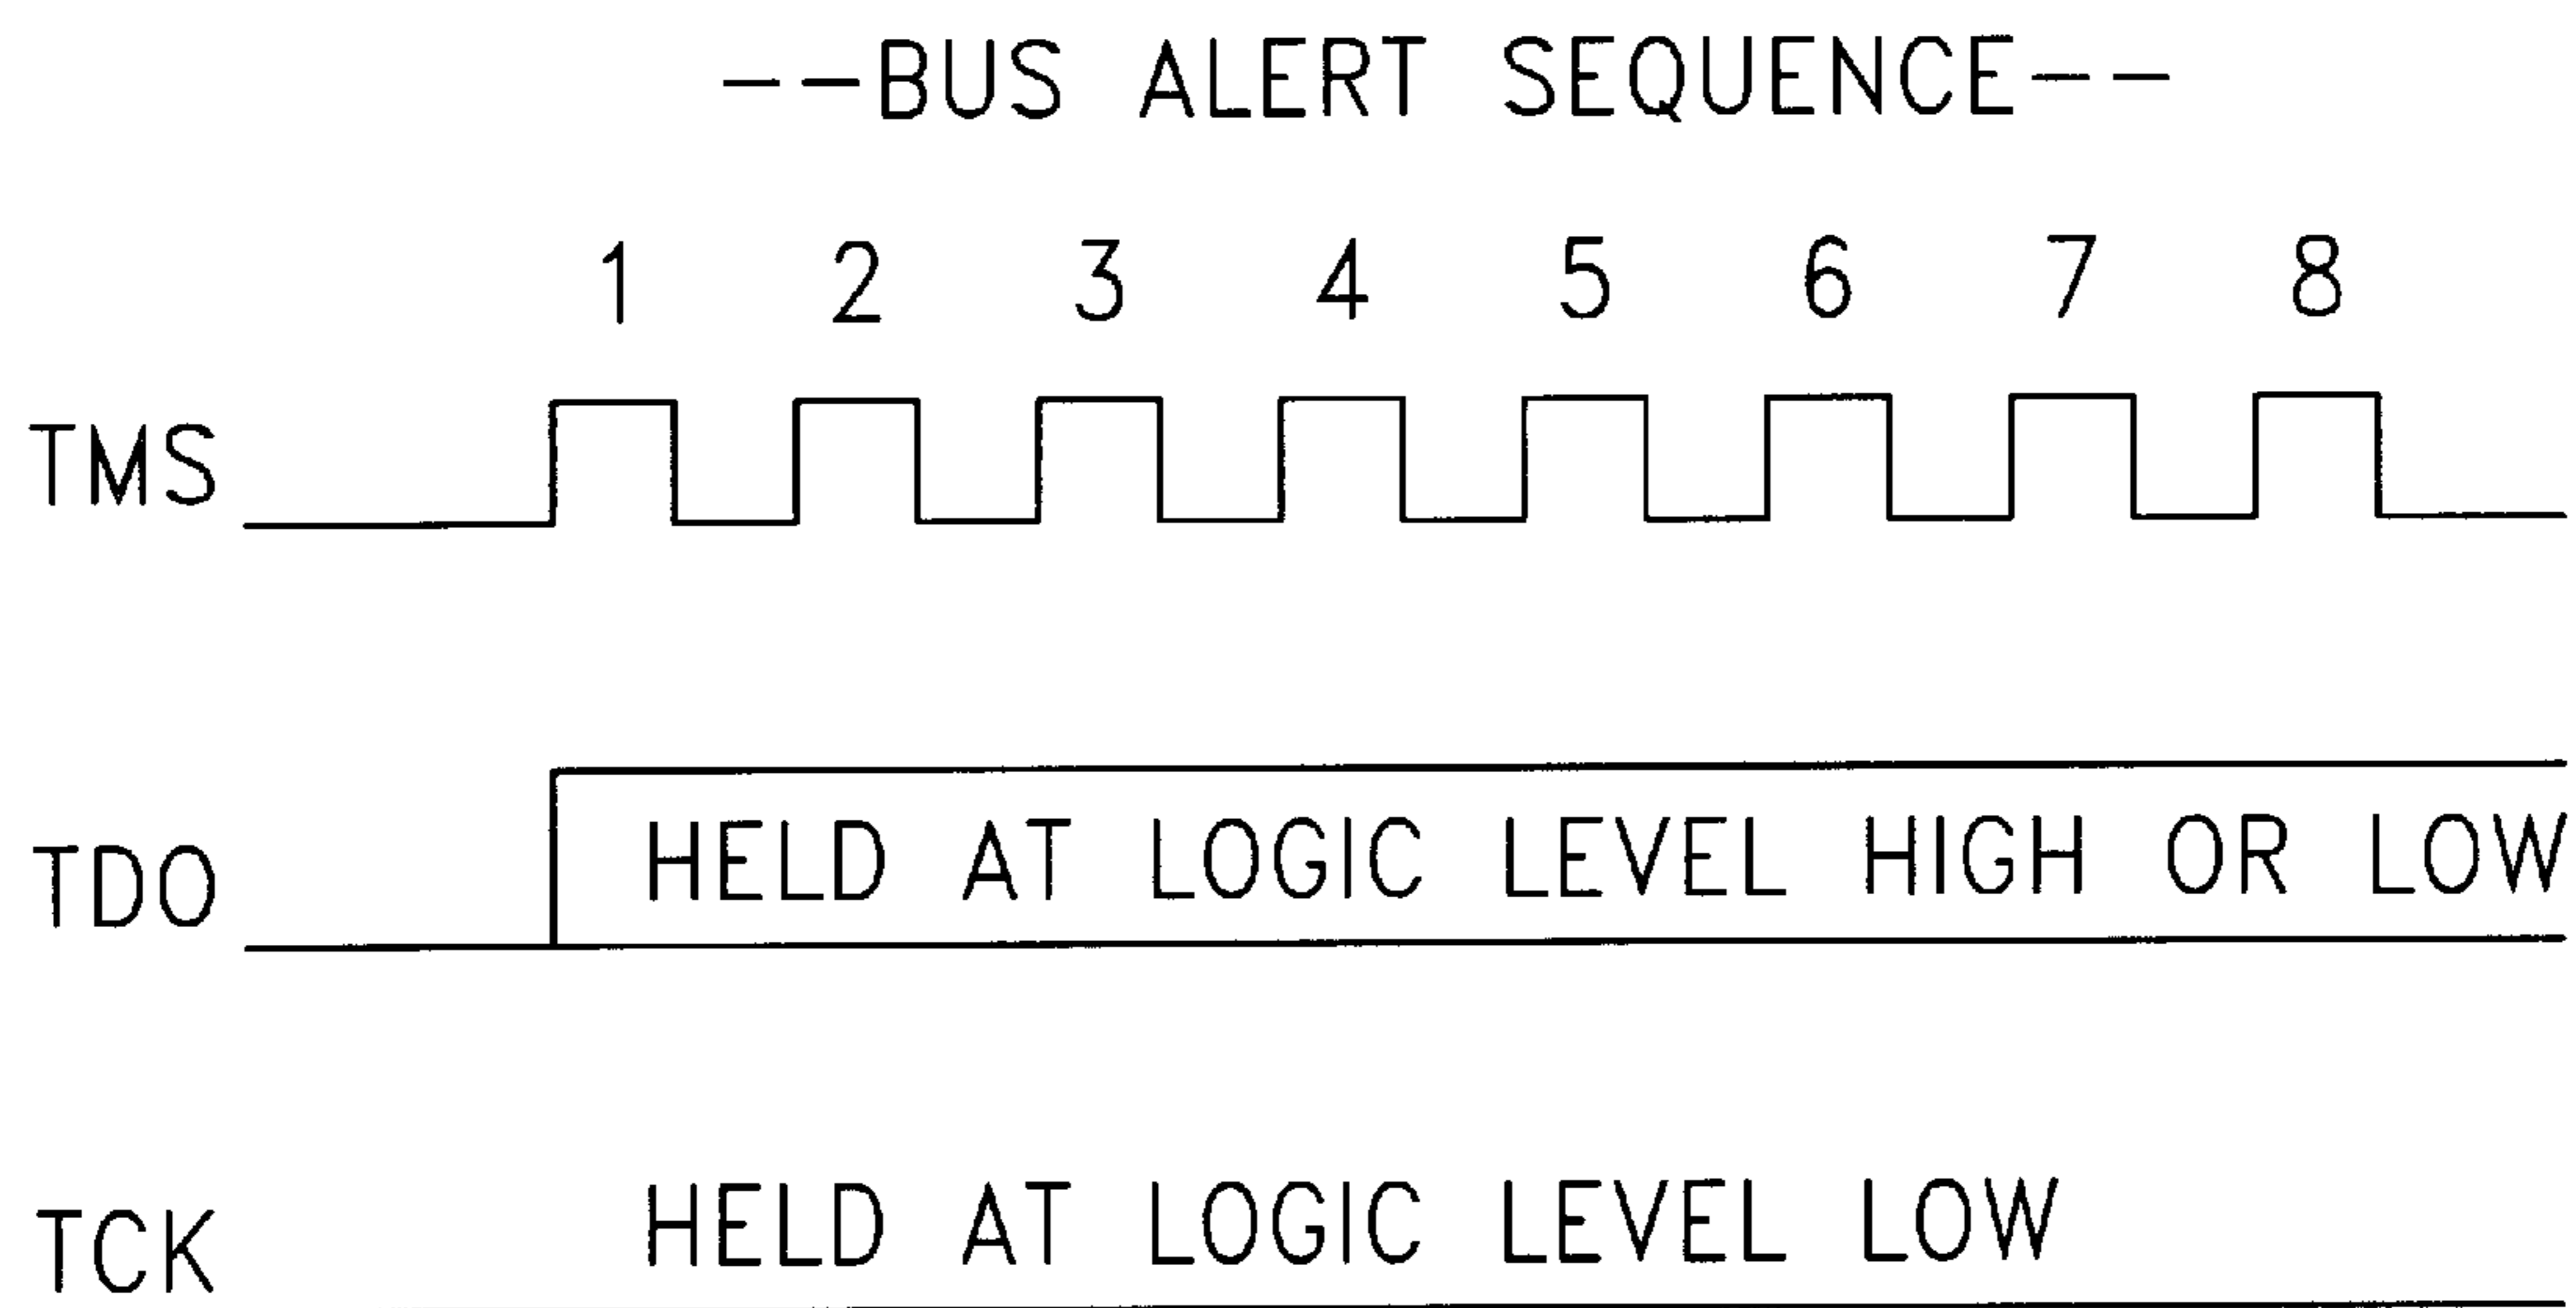 --BUS ALERT SEQUENCE--
1 2 3 4 5 6 7 8
TMS
TDO HELD AT LOGIC LEVEL HIGH OR LOW
TCK HELD AT LOGIC LEVEL LOW